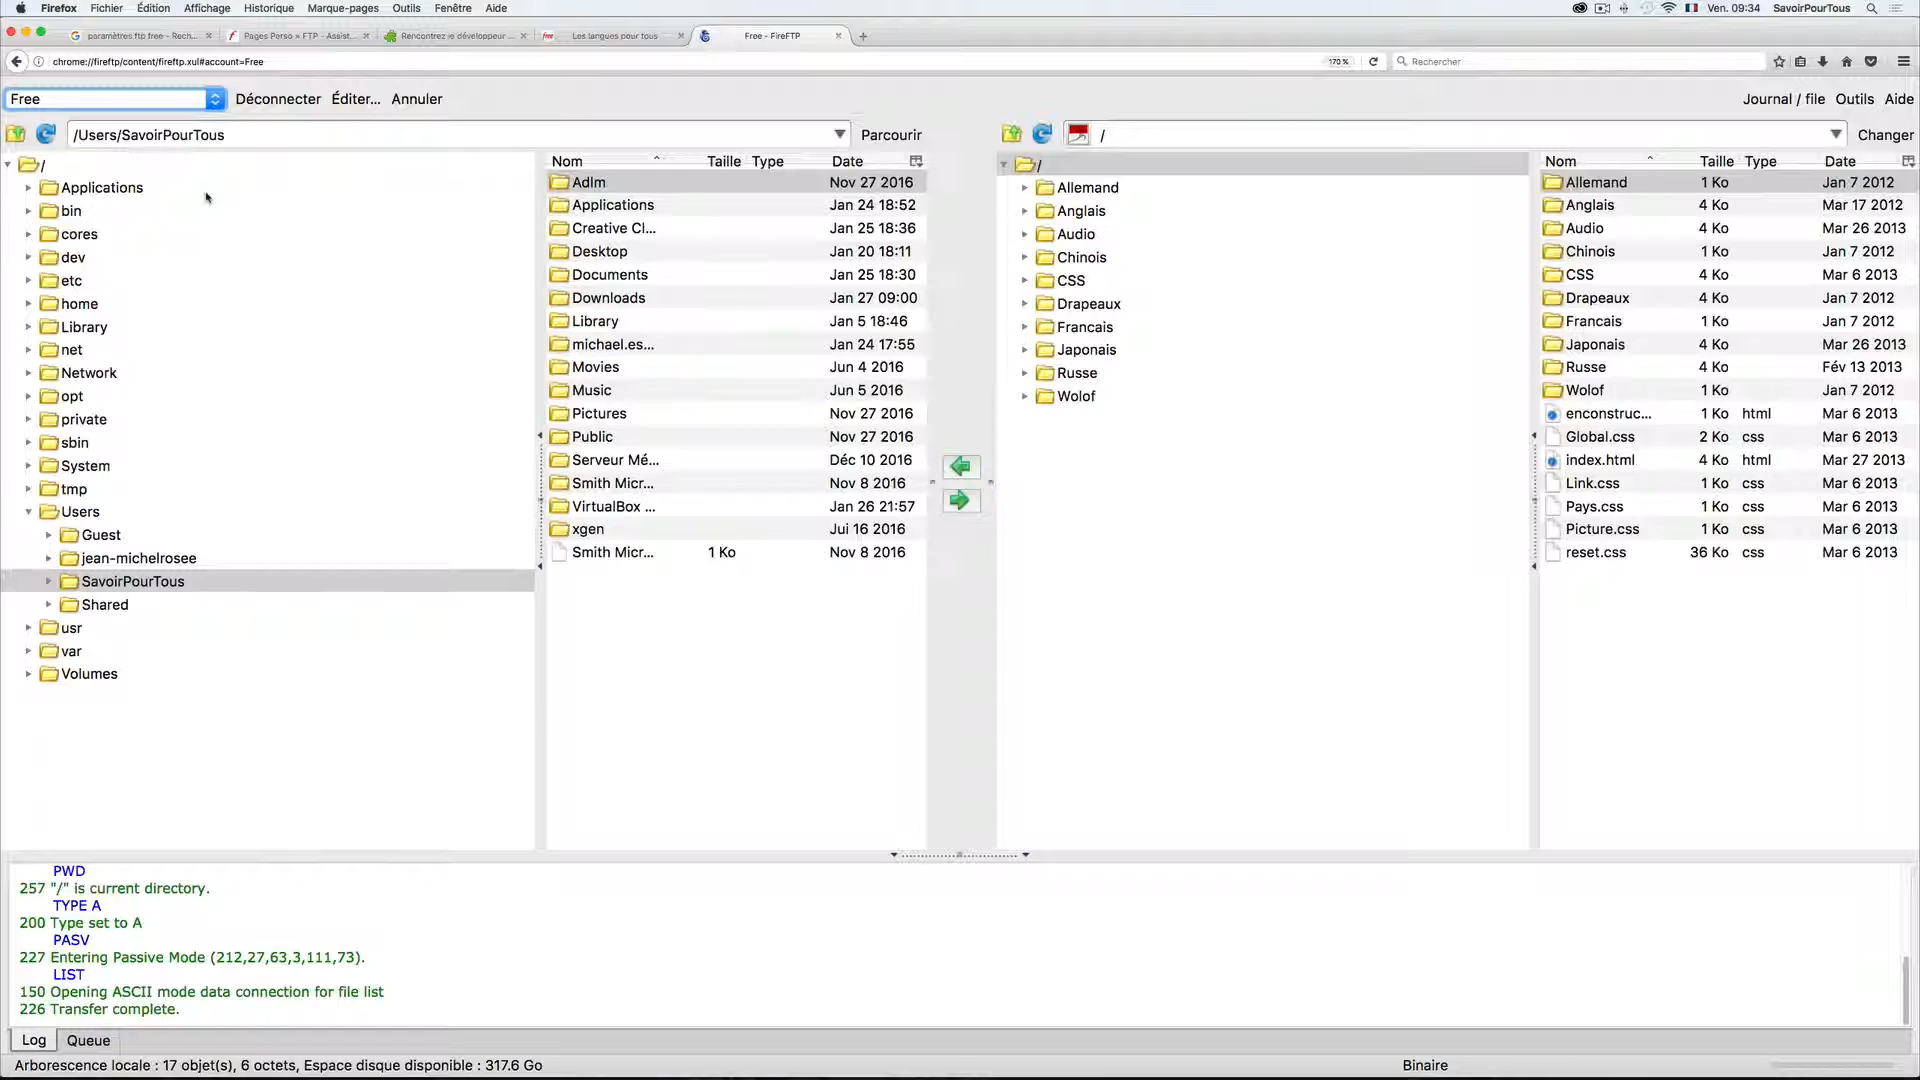 Firefox Fichier Édition Affichage Historique Marque-pages Outils Fenêtre Aide Ven. 09:34 SavoirPourTous
paramètres ftp free - Rech... Pages Perso » FTP - Assist... Rencontrez le développeur ... Les langues pour tous Free - FireFTP
chrome://fireftp/content/fireftp.xul#account=Free 170 % Rechercher
Free Déconnecter Éditer... Annuler Journal / file Outils Aide
/Users/SavoirPourTous Parcourir / Changer
/
Applications
bin
cores
dev
etc
home
Library
net
Network
opt
private
sbin
System
tmp
Users
Guest
jean-michelrosee
SavoirPourTous
Shared
usr
var
Volumes
Nom Taille Type Date
Adlm Nov 27 2016
Applications Jan 24 18:52
Creative Cl... Jan 25 18:36
Desktop Jan 20 18:11
Documents Jan 25 18:30
Downloads Jan 27 09:00
Library Jan 5 18:46
michael.es... Jan 24 17:55
Movies Jun 4 2016
Music Jun 5 2016
Pictures Nov 27 2016
Public Nov 27 2016
Serveur Mé... Déc 10 2016
Smith Micr... Nov 8 2016
VirtualBox ... Jan 26 21:57
xgen Jui 16 2016
Smith Micr... 1 Ko Nov 8 2016
/
Allemand
Anglais
Audio
Chinois
CSS
Drapeaux
Francais
Japonais
Russe
Wolof
Nom Taille Type Date
Allemand 1 Ko Jan 7 2012
Anglais 4 Ko Mar 17 2012
Audio 4 Ko Mar 26 2013
Chinois 1 Ko Jan 7 2012
CSS 4 Ko Mar 6 2013
Drapeaux 4 Ko Jan 7 2012
Francais 1 Ko Jan 7 2012
Japonais 4 Ko Mar 26 2013
Russe 4 Ko Fév 13 2013
Wolof 1 Ko Jan 7 2012
enconstruc... 1 Ko html Mar 6 2013
Global.css 2 Ko css Mar 6 2013
index.html 4 Ko html Mar 27 2013
Link.css 1 Ko css Mar 6 2013
Pays.css 1 Ko css Mar 6 2013
Picture.css 1 Ko css Mar 6 2013
reset.css 36 Ko css Mar 6 2013
PWD
257 "/" is current directory.
TYPE A
200 Type set to A
PASV
227 Entering Passive Mode (212,27,63,3,111,73).
LIST
150 Opening ASCII mode data connection for file list
226 Transfer complete.
Log Queue
Arborescence locale : 17 objet(s), 6 octets, Espace disque disponible : 317.6 Go Binaire